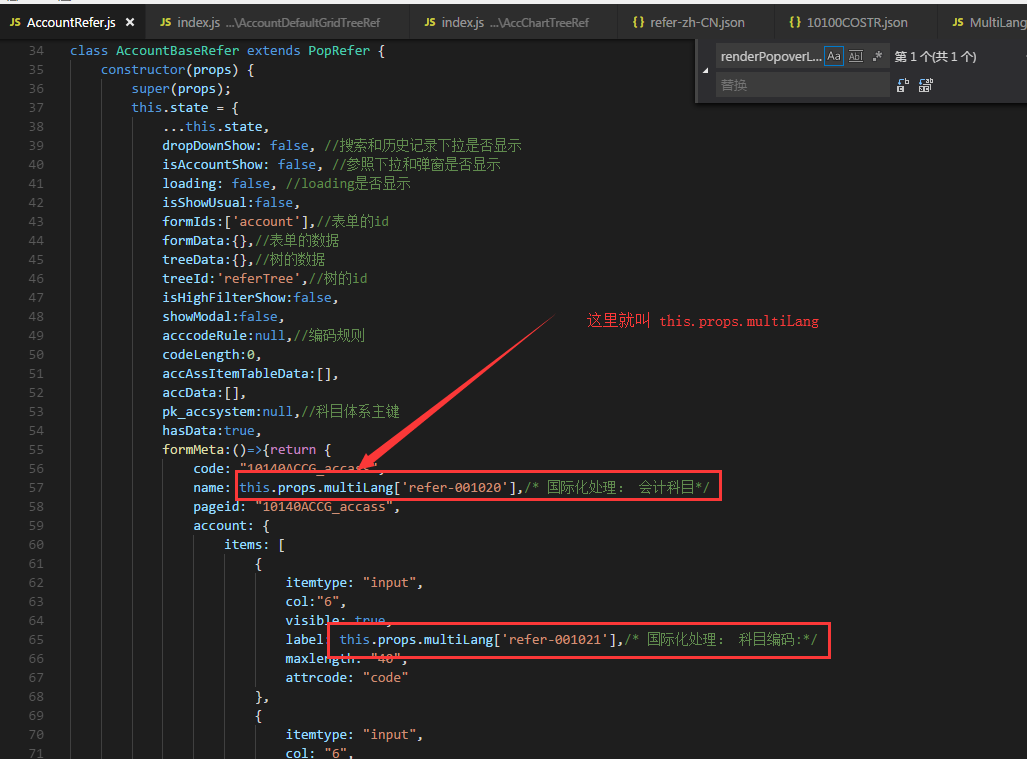 JS AccountRefer.js ×
JS index.js ...\AccountDefaultGridTreeRef
JS index.js ...\AccChartTreeRef
{} refer-zh-CN.json
{} 10100COSTR.json
JS MultiLang
renderPopoverL... Aa Abl .* 第 1 个(共 1 个)
替换
34 class AccountBaseRefer extends PopRefer {
35 constructor(props) {
36 super(props);
37 this.state = {
38 ...this.state,
39 dropDownShow: false, //搜索和历史记录下拉是否显示
40 isAccountShow: false, //参照下拉和弹窗是否显示
41 loading: false, //loading是否显示
42 isShowUsual:false,
43 formIds:['account'],//表单的id
44 formData:{},//表单的数据
45 treeData:{},//树的数据
46 treeId:'referTree',//树的id
47 isHighFilterShow:false,
48 showModal:false,
这里就叫 this.props.multiLang
49 acccodeRule:null,//编码规则
50 codeLength:0,
51 accAssItemTableData:[],
52 accData:[],
53 pk_accsystem:null,//科目体系主键
54 hasData:true,
55 formMeta:()=>{return {
56 code: "10140ACCG_accass",
57 name: this.props.multiLang['refer-001020'],/* 国际化处理： 会计科目*/
58 pageid: "10140ACCG_accass",
59 account: {
60 items: [
61 {
62 itemtype: "input",
63 col:"6",
64 visible: true,
65 label: this.props.multiLang['refer-001021'],/* 国际化处理： 科目编码:*/
66 maxlength: "40",
67 attrcode: "code"
68 },
69 {
70 itemtype: "input",
71 col: "6",